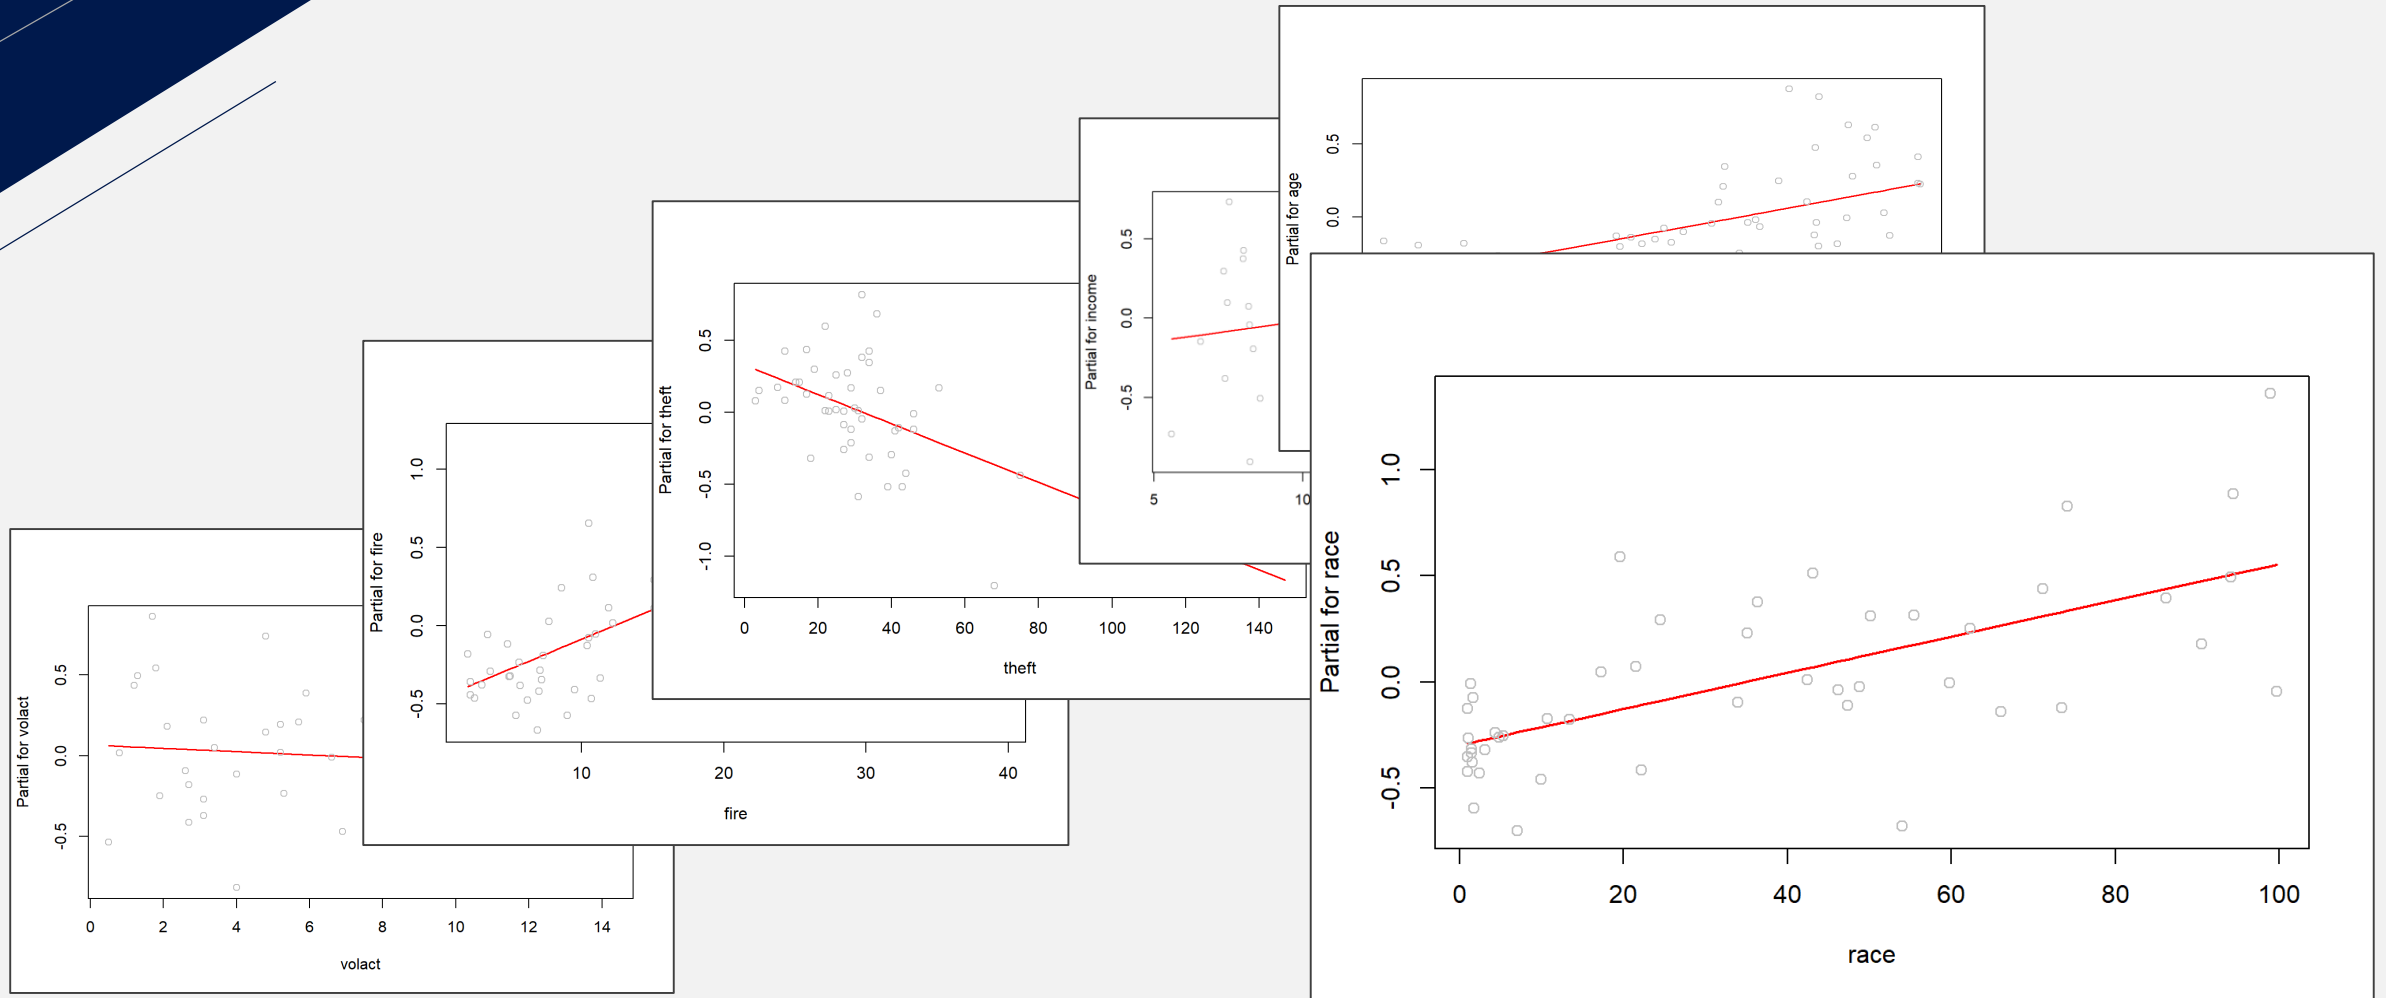 Partial for volact
0.5
0.0
-0.5
0 2 4 6 8 10 12 14
volact
Partial for fire
1.0
0.5
0.0
-0.5
10 20 30 40
fire
Partial for theft
0.5
0.0
-0.5
-1.0
0 20 40 60 80 100 120 140
theft
Partial for income
0.5
0.0
-0.5
5 10
Partial for age
0.5
0.0
Partial for race
1.0
0.5
0.0
-0.5
0 20 40 60 80 100
race